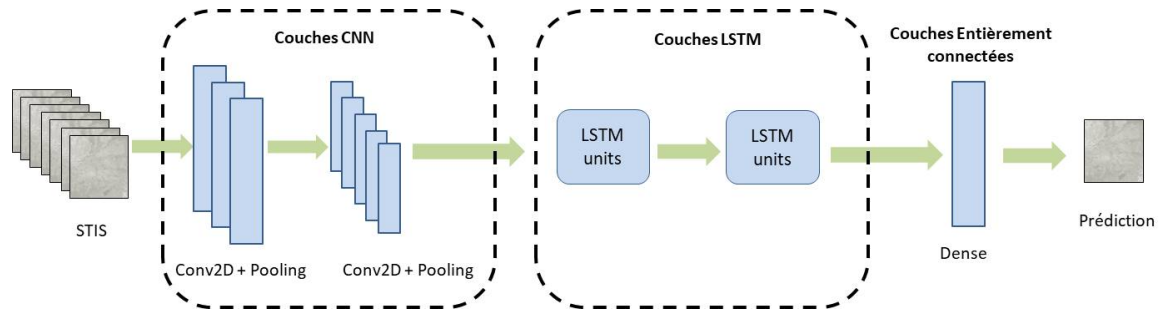 Couches CNN
Couches LSTM
Couches Entièrement
connectées
LSTM
units
LSTM
units
STIS
Conv2D + Pooling
Conv2D + Pooling
Dense
Prédiction